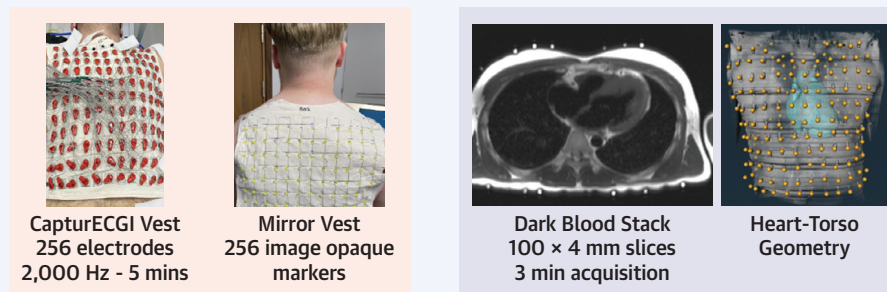 CapturECGI Vest
256 electrodes
2,000 Hz - 5 mins
Mirror Vest
256 image opaque
markers
Dark Blood Stack
100 × 4 mm slices
3 min acquisition
Heart-Torso
Geometry